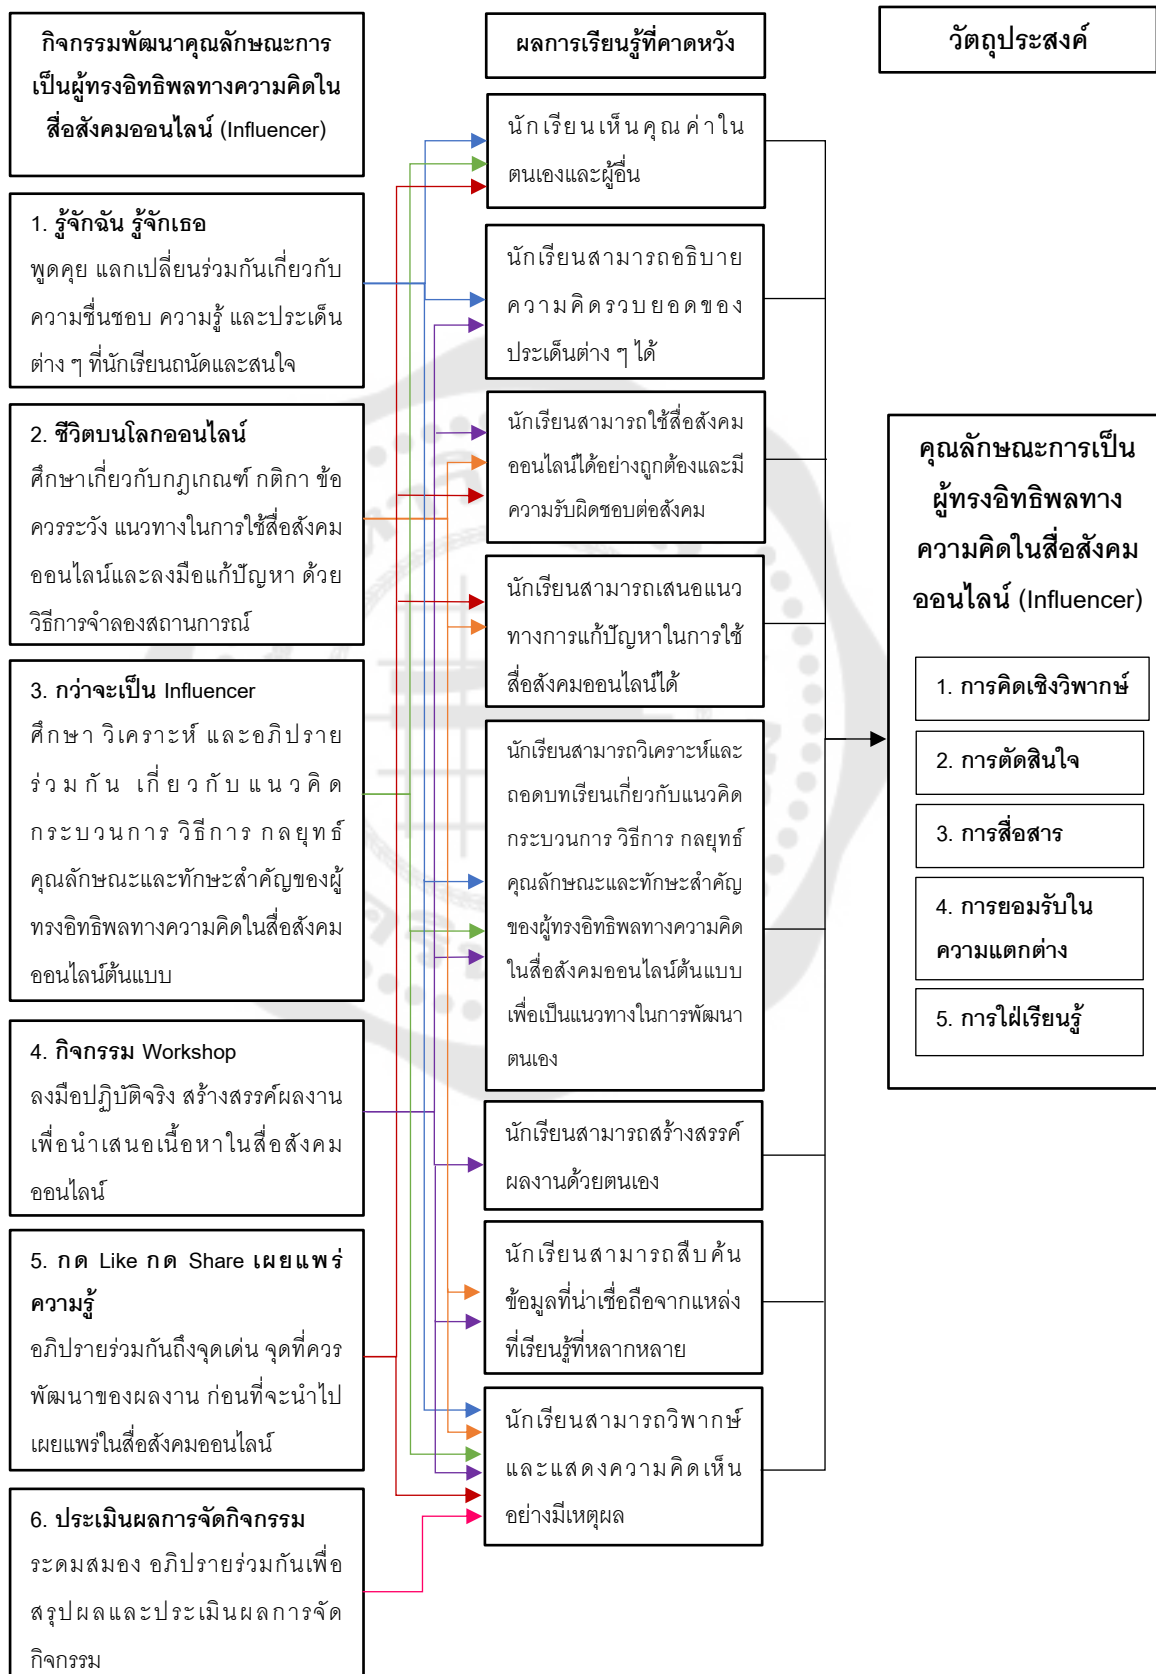 กิจกรรมพัฒนาคุณลักษณะการ
เป็นผู้ทรงอิทธิพลทางความคิดใน
สื่อสังคมออนไลน์ (Influencer)
1. รู้จักฉัน รู้จักเธอ
พูดคุย แลกเปลี่ยนร่วมกันเกี่ยวกับ
ความชื่นชอบ ความรู้ และประเด็น
ต่าง ๆ ที่นักเรียนถนัดและสนใจ
2. ชีวิตบนโลกออนไลน์
ศึกษาเกี่ยวกับกฎเกณฑ์ กติกา ข้อ
ควรระวัง แนวทางในการใช้สื่อสังคม
ออนไลน์และลงมือแก้ปัญหา ด้วย
วิธีการจำลองสถานการณ์
3. กว่าจะเป็น Influencer
ศึกษา วิเคราะห์ และอภิปราย
ร่วมกัน เกี่ยวกับแนวคิด
กระบวนการ วิธีการ กลยุทธ์
คุณลักษณะและทักษะสำคัญของผู้
ทรงอิทธิพลทางความคิดในสื่อสังคม
ออนไลน์ต้นแบบ
4. กิจกรรม Workshop
ลงมือปฏิบัติจริง สร้างสรรค์ผลงาน
เพื่อนำเสนอเนื้อหาในสื่อสังคม
ออนไลน์
5. กด Like กด Share เผยแพร่
ความรู้
อภิปรายร่วมกันถึงจุดเด่น จุดที่ควร
พัฒนาของผลงาน ก่อนที่จะนำไป
เผยแพร่ในสื่อสังคมออนไลน์
6. ประเมินผลการจัดกิจกรรม
ระดมสมอง อภิปรายร่วมกันเพื่อ
สรุปผลและประเมินผลการจัด
กิจกรรม
ผลการเรียนรู้ที่คาดหวัง
นักเรียนเห็นคุณค่าใน
ตนเองและผู้อื่น
นักเรียนสามารถอธิบาย
ความคิดรวบยอดของ
ประเด็นต่าง ๆ ได้
นักเรียนสามารถใช้สื่อสังคม
ออนไลน์ได้อย่างถูกต้องและมี
ความรับผิดชอบต่อสังคม
นักเรียนสามารถเสนอแนว
ทางการแก้ปัญหาในการใช้
สื่อสังคมออนไลน์ได้
นักเรียนสามารถวิเคราะห์และ
ถอดบทเรียนเกี่ยวกับแนวคิด
กระบวนการ วิธีการ กลยุทธ์
คุณลักษณะและทักษะสำคัญ
ของผู้ทรงอิทธิพลทางความคิด
ในสื่อสังคมออนไลน์ต้นแบบ
เพื่อเป็นแนวทางในการพัฒนา
ตนเอง
นักเรียนสามารถสร้างสรรค์
ผลงานด้วยตนเอง
นักเรียนสามารถสืบค้น
ข้อมูลที่น่าเชื่อถือจากแหล่ง
ที่เรียนรู้ที่หลากหลาย
นักเรียนสามารถวิพากษ์
และแสดงความคิดเห็น
อย่างมีเหตุผล
วัตถุประสงค์
คุณลักษณะการเป็น
ผู้ทรงอิทธิพลทาง
ความคิดในสื่อสังคม
ออนไลน์ (Influencer)
1. การคิดเชิงวิพากษ์
2. การตัดสินใจ
3. การสื่อสาร
4. การยอมรับใน
ความแตกต่าง
5. การใฝ่เรียนรู้